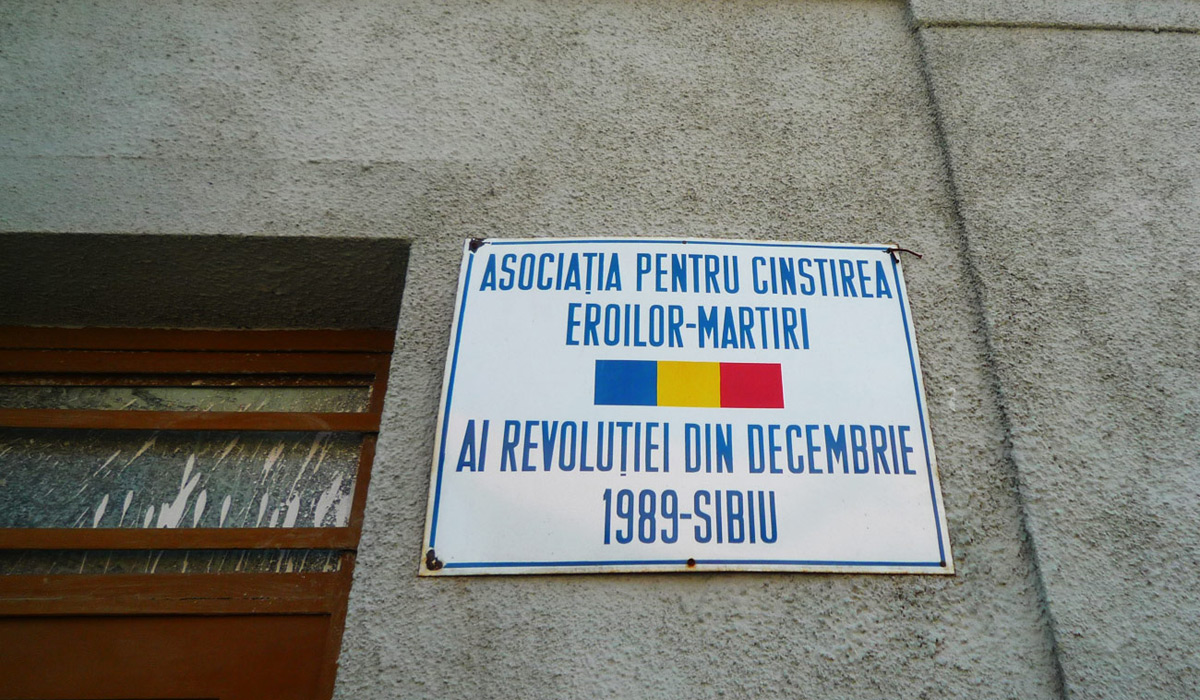 ASOCIAȚIA PENTRU CINSTIREA
EROILOR-MARTIRI
AI REVOLUȚIEI DIN DECEMBRIE
1989-SIBIU